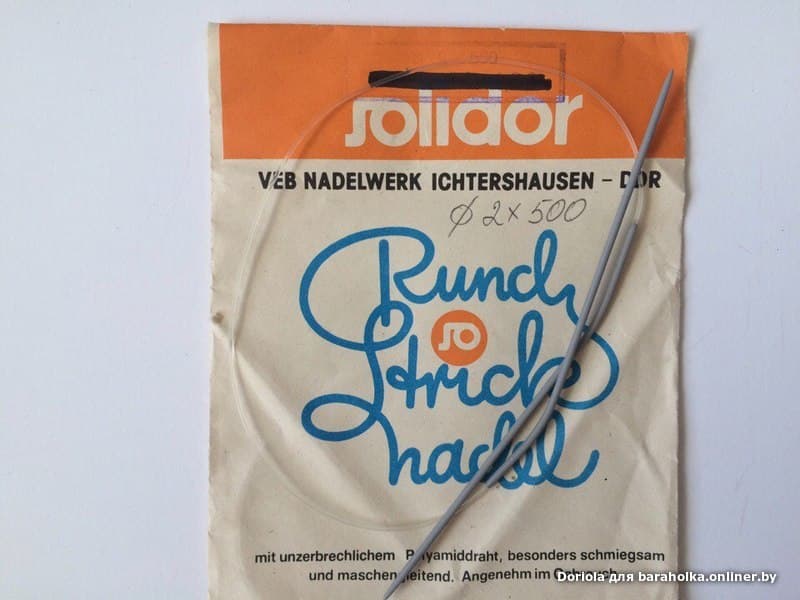 solidor
VEB NADELWERK ICHTERSHAUSEN – DDR
Ø 2 x 500
Rund
so
Strick
nadel
mit unzerbrechlichem Polyamiddraht, besonders schmiegsam
und maschengleitend. Angenehm im Gebrauch
Doriola для baraholka.onliner.by